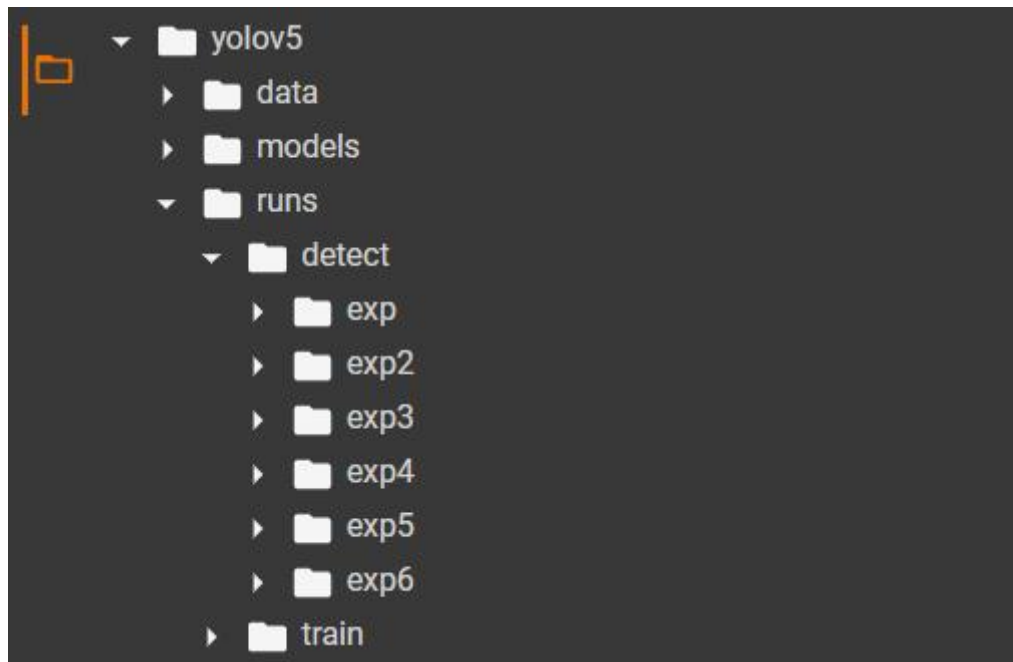 yolov5
data
models
runs
detect
exp
exp2
exp3
exp4
exp5
exp6
train